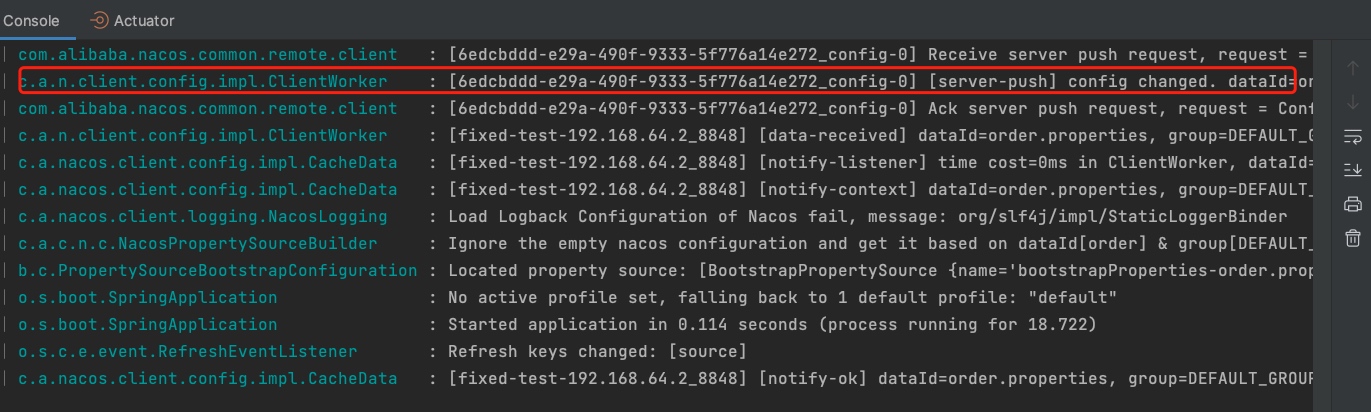 Console Actuator
| com.alibaba.nacos.common.remote.client : [6edcbddd-e29a-490f-9333-5f776a14e272_config-0] Receive server push request, request =
| c.a.n.client.config.impl.ClientWorker : [6edcbddd-e29a-490f-9333-5f776a14e272_config-0] [server-push] config changed. dataId=or
| com.alibaba.nacos.common.remote.client : [6edcbddd-e29a-490f-9333-5f776a14e272_config-0] Ack server push request, request = Conf
| c.a.n.client.config.impl.ClientWorker : [fixed-test-192.168.64.2_8848] [data-received] dataId=order.properties, group=DEFAULT_G
| c.a.nacos.client.config.impl.CacheData : [fixed-test-192.168.64.2_8848] [notify-listener] time cost=0ms in ClientWorker, dataId=
| c.a.nacos.client.config.impl.CacheData : [fixed-test-192.168.64.2_8848] [notify-context] dataId=order.properties, group=DEFAULT_
| c.a.nacos.client.logging.NacosLogging : Load Logback Configuration of Nacos fail, message: org/slf4j/impl/StaticLoggerBinder
| c.a.c.n.c.NacosPropertySourceBuilder : Ignore the empty nacos configuration and get it based on dataId[order] & group[DEFAULT_
| b.c.PropertySourceBootstrapConfiguration : Located property source: [BootstrapPropertySource {name='bootstrapProperties-order.prop
| o.s.boot.SpringApplication : No active profile set, falling back to 1 default profile: "default"
| o.s.boot.SpringApplication : Started application in 0.114 seconds (process running for 18.722)
| o.s.c.e.event.RefreshEventListener : Refresh keys changed: [source]
| c.a.nacos.client.config.impl.CacheData : [fixed-test-192.168.64.2_8848] [notify-ok] dataId=order.properties, group=DEFAULT_GROUP